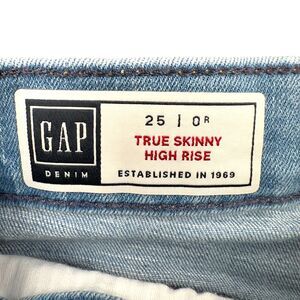 GAP
DENIM
25 | 0R
TRUE SKINNY
HIGH RISE
ESTABLISHED IN 1969